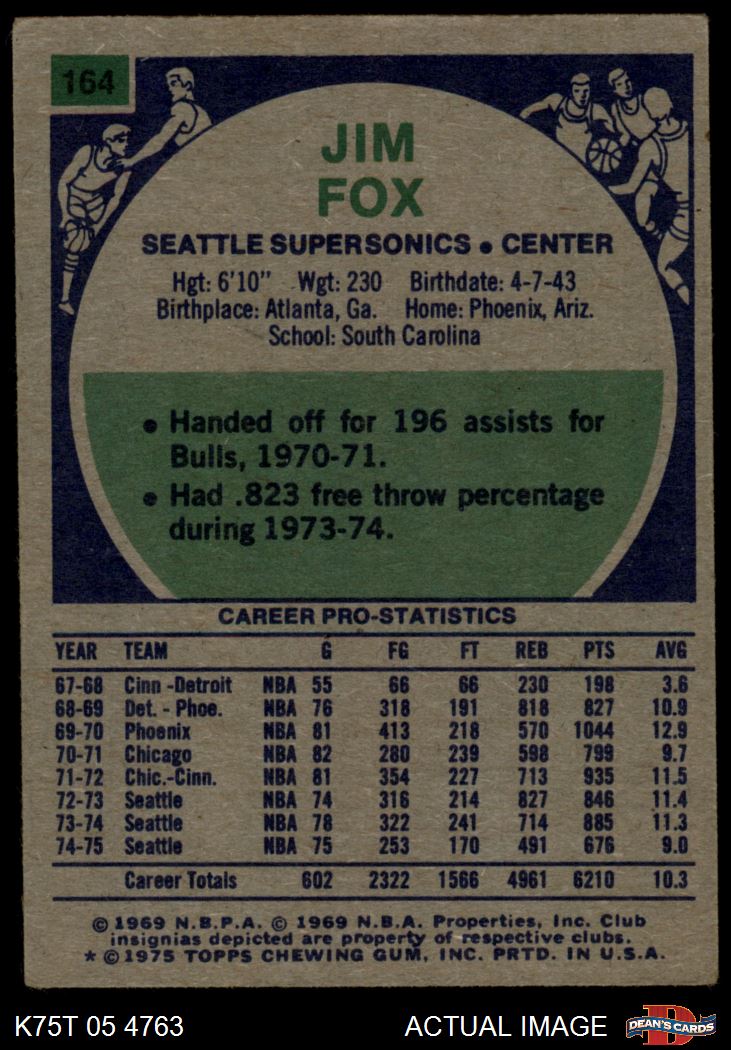 164
JIM
FOX
SEATTLE SUPERSONICS • CENTER
Hgt: 6'10" Wgt: 230 Birthdate: 4-7-43
Birthplace: Atlanta, Ga. Home: Phoenix, Ariz.
School: South Carolina
• Handed off for 196 assists for
Bulls, 1970-71.
• Had .823 free throw percentage
during 1973-74.
CAREER PRO-STATISTICS
YEAR TEAM G FG FT REB PTS AVG
67-68 Cinn -Detroit NBA 55 66 66 230 198 3.6
68-69 Det. - Phoe. NBA 76 318 191 818 827 10.9
69-70 Phoenix NBA 81 413 218 570 1044 12.9
70-71 Chicago NBA 82 280 239 598 799 9.7
71-72 Chic.-Cinn. NBA 81 354 227 713 935 11.5
72-73 Seattle NBA 74 316 214 827 846 11.4
73-74 Seattle NBA 78 322 241 714 885 11.3
74-75 Seattle NBA 75 253 170 491 676 9.0
Career Totals 602 2322 1566 4961 6210 10.3
© 1969 N.B.P.A. © 1969 N.B.A. Properties, Inc. Club
insignias depicted are property of respective clubs.
* © 1975 TOPPS CHEWING GUM, INC. PRTD. IN U.S.A.
K75T 05 4763 ACTUAL IMAGE D DEAN'S CARDS